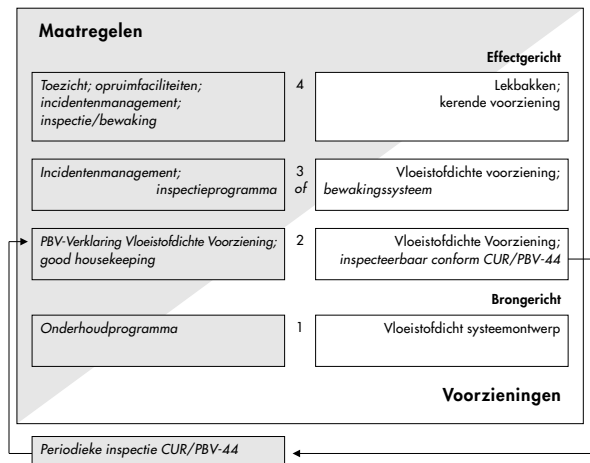 Maatregelen
Effectgericht
Toezicht; opruimfaciliteiten;
incidentenmanagement;
inspectie/bewaking
4
Lekbakken;
kerende voorziening
Incidentenmanagement;
inspectieprogramma
3
of
Vloeistofdichte voorziening;
bewakingssysteem
PBV-Verklaring Vloeistofdichte Voorziening;
good housekeeping
2
Vloeistofdichte Voorziening;
inspecteerbaar conform CUR/PBV-44
Brongericht
Onderhoudprogramma
1
Vloeistofdicht systeemontwerp
Voorzieningen
Periodieke inspectie CUR/PBV-44